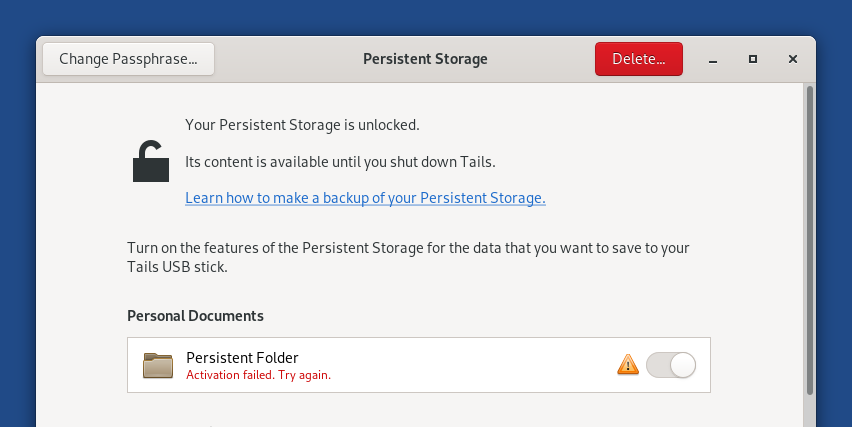 Change Passphrase...
Persistent Storage
Delete...
Your Persistent Storage is unlocked.
Its content is available until you shut down Tails.
Learn how to make a backup of your Persistent Storage.
Turn on the features of the Persistent Storage for the data that you want to save to your
Tails USB stick.
Personal Documents
Persistent Folder
Activation failed. Try again.